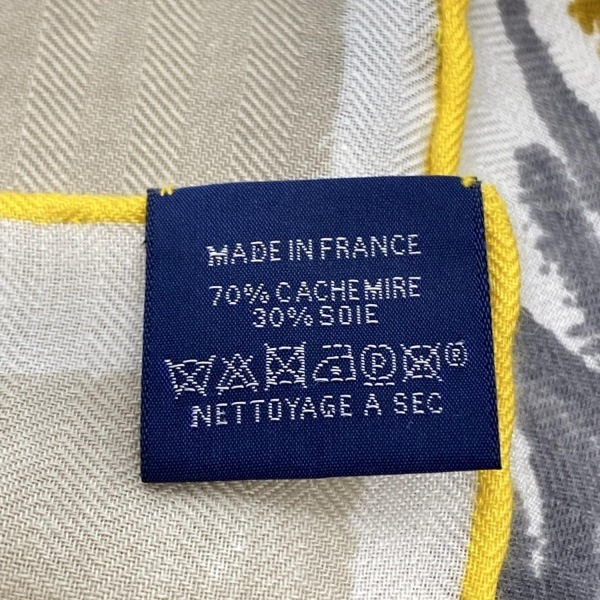 MADE IN FRANCE
70% CACHEMIRE
30% SOIE
P ®
NETTOYAGE A SEC